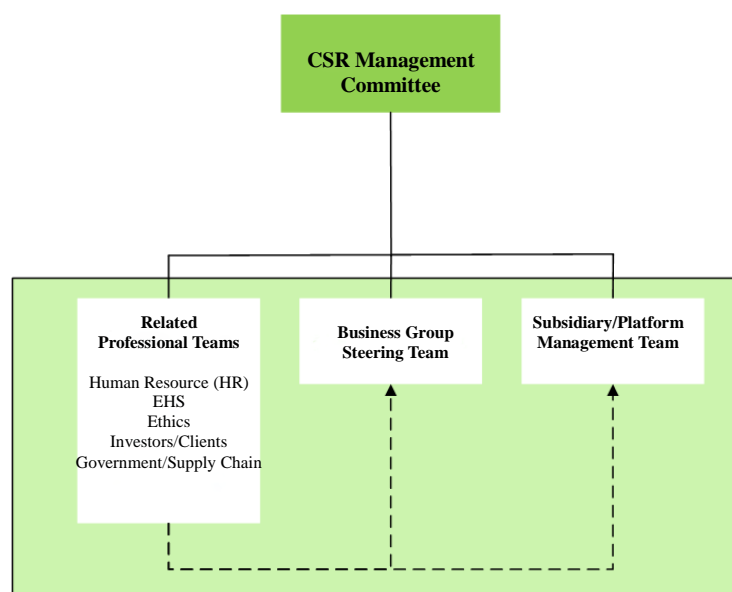 CSR Management
Committee
Related
Professional Teams
Human Resource (HR)
EHS
Ethics
Investors/Clients
Government/Supply Chain
Business Group
Steering Team
Subsidiary/Platform
Management Team